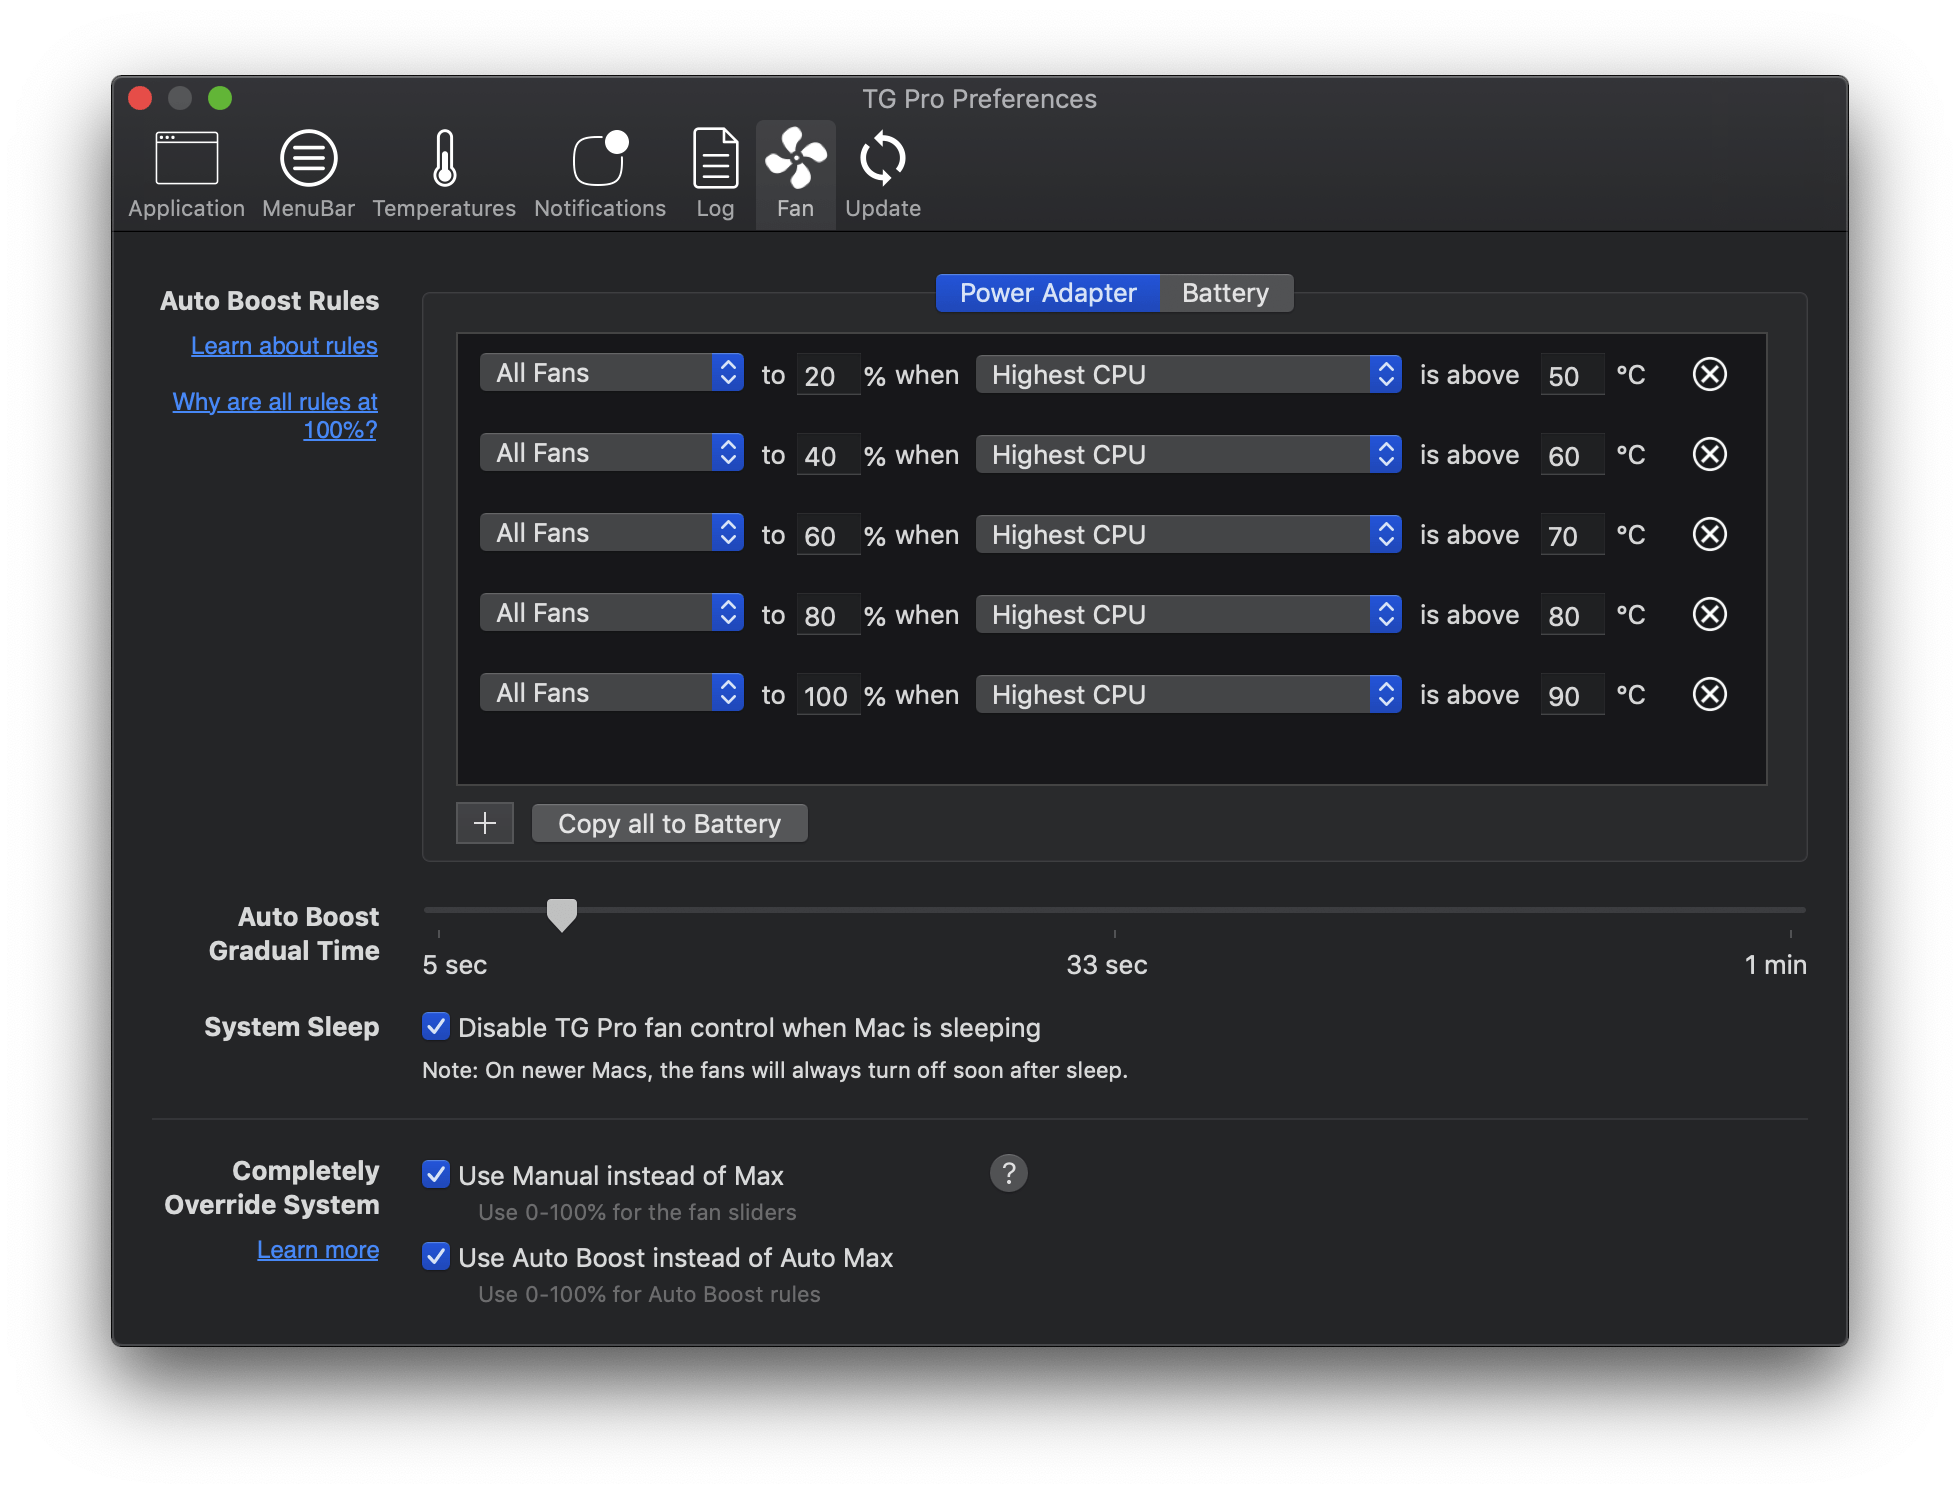 TG Pro Preferences
Application MenuBar Temperatures Notifications Log Fan Update
Power Adapter Battery
Auto Boost Rules
Learn about rules
Why are all rules at
100%?
All Fans to 20 % when Highest CPU is above 50 °C
All Fans to 40 % when Highest CPU is above 60 °C
All Fans to 60 % when Highest CPU is above 70 °C
All Fans to 80 % when Highest CPU is above 80 °C
All Fans to 100 % when Highest CPU is above 90 °C
Copy all to Battery
Auto Boost
Gradual Time
5 sec 33 sec 1 min
System Sleep
Disable TG Pro fan control when Mac is sleeping
Note: On newer Macs, the fans will always turn off soon after sleep.
Completely
Override System
Learn more
Use Manual instead of Max ?
Use 0-100% for the fan sliders
Use Auto Boost instead of Auto Max
Use 0-100% for Auto Boost rules